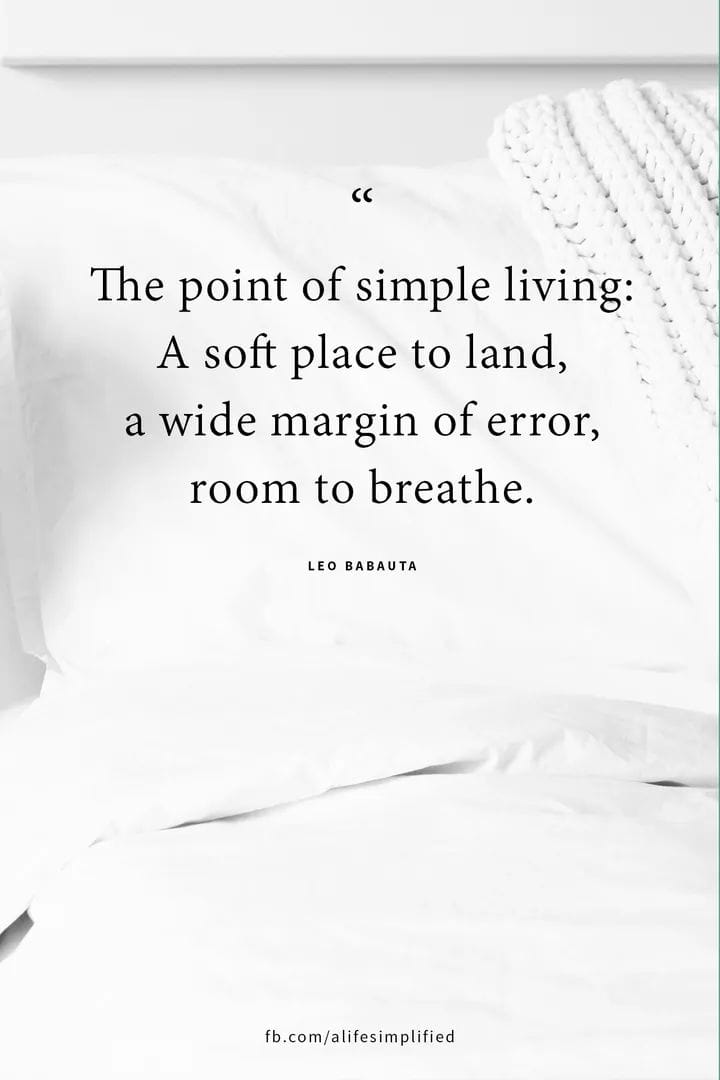 “
The point of simple living:
A soft place to land,
a wide margin of error,
room to breathe.
LEO BABAUTA
fb.com/alifesimplified